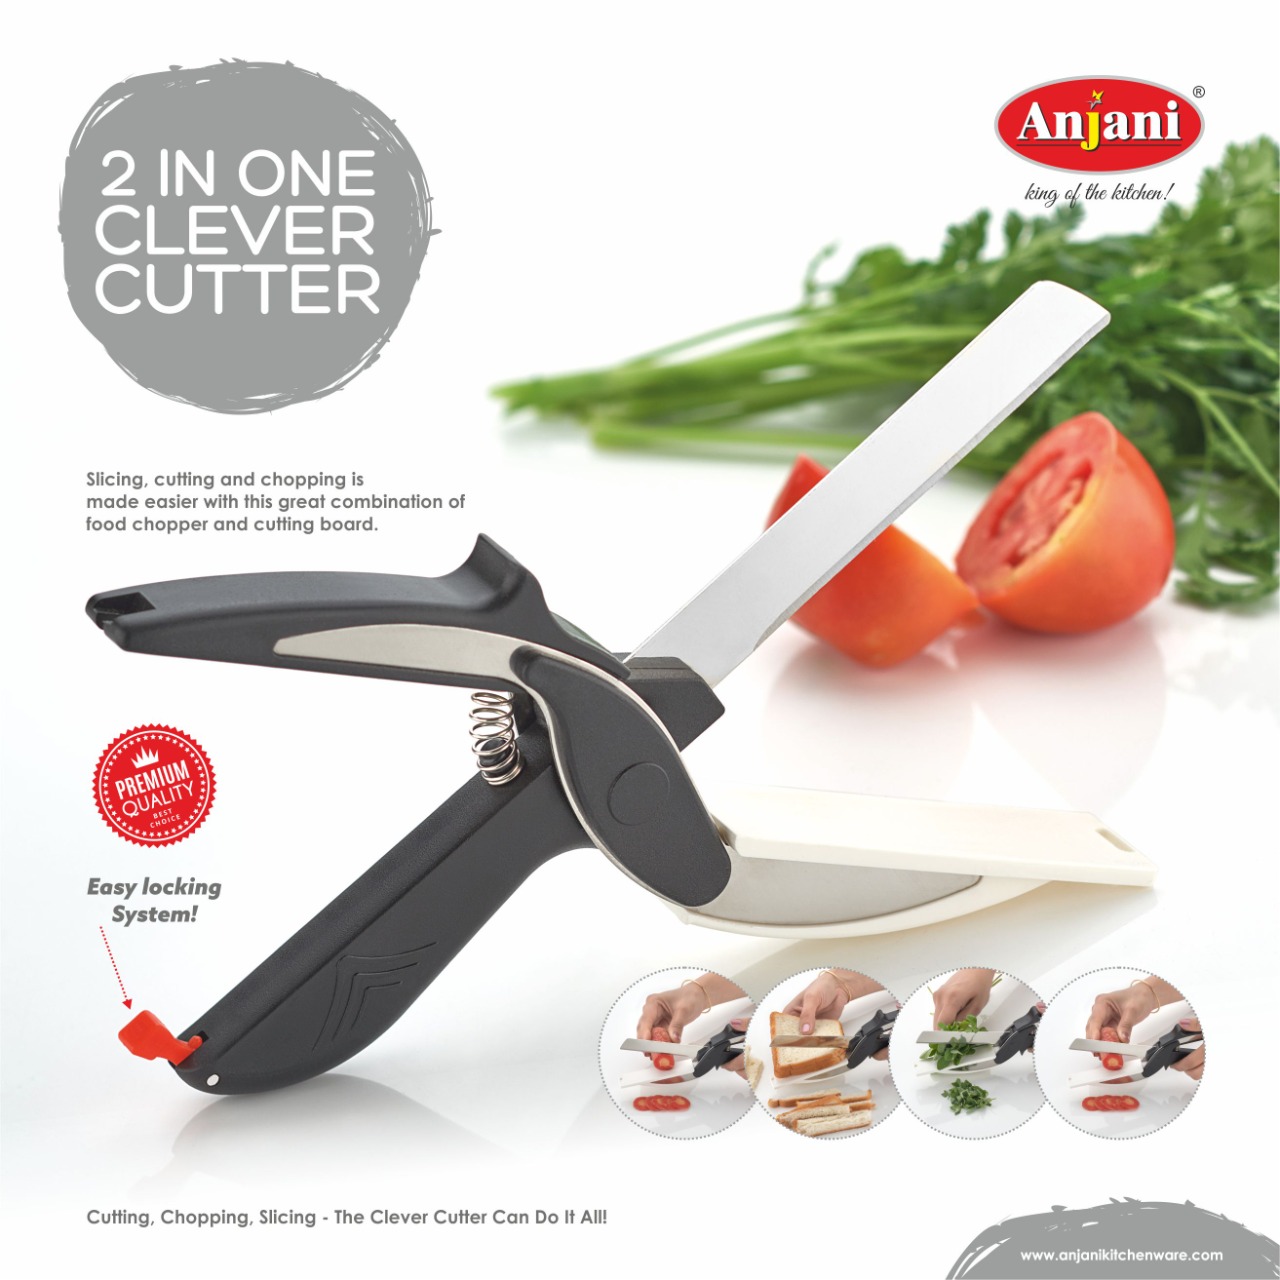 2 IN ONE
CLEVER
CUTTER
Anjani®
king of the kitchen!
Slicing, cutting and chopping is
made easier with this great combination of
food chopper and cutting board.
PREMIUM
QUALITY
BEST
CHOICE
Easy locking
System!
Cutting, Chopping, Slicing - The Clever Cutter Can Do It All!
www.anjanikitchenware.com